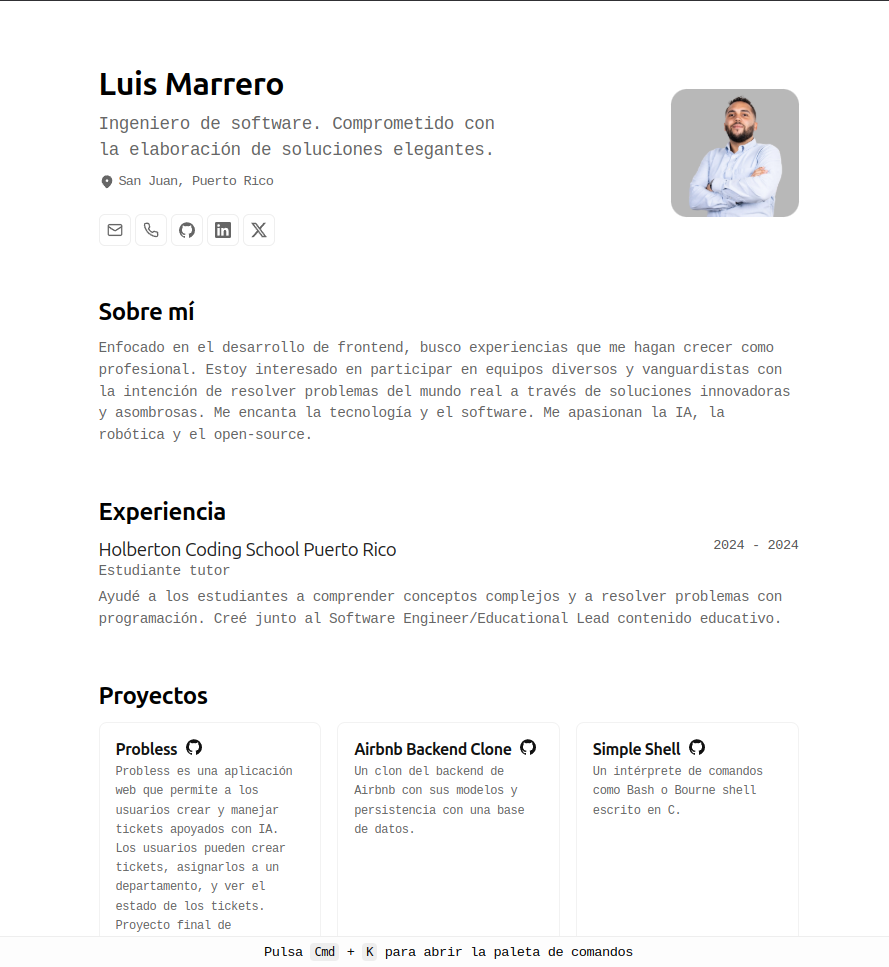 Luis Marrero
Ingeniero de software. Comprometido con
la elaboración de soluciones elegantes.
San Juan, Puerto Rico
Sobre mí
Enfocado en el desarrollo de frontend, busco experiencias que me hagan crecer como
profesional. Estoy interesado en participar en equipos diversos y vanguardistas con
la intención de resolver problemas del mundo real a través de soluciones innovadoras
y asombrosas. Me encanta la tecnología y el software. Me apasionan la IA, la
robótica y el open-source.
Experiencia
Holberton Coding School Puerto Rico
2024 - 2024
Estudiante tutor
Ayudé a los estudiantes a comprender conceptos complejos y a resolver problemas con
programación. Creé junto al Software Engineer/Educational Lead contenido educativo.
Proyectos
Probless
Probless es una aplicación
web que permite a los
usuarios crear y manejar
tickets apoyados con IA.
Los usuarios pueden crear
tickets, asignarlos a un
departamento, y ver el
estado de los tickets.
Proyecto final de
Airbnb Backend Clone
Un clon del backend de
Airbnb con sus modelos y
persistencia con una base
de datos.
Simple Shell
Un intérprete de comandos
como Bash o Bourne shell
escrito en C.
Pulsa Cmd + K para abrir la paleta de comandos